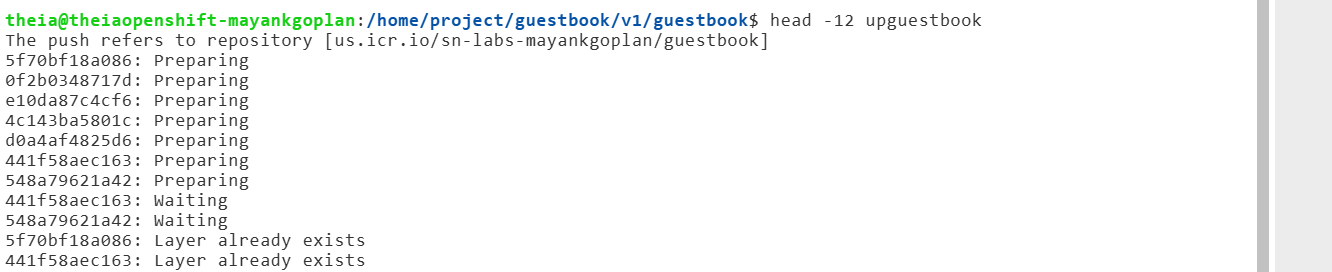 theia@theiaopenshift-mayankgoplan:/home/project/guestbook/v1/guestbook$ head -12 upguestbook
The push refers to repository [us.icr.io/sn-labs-mayankgoplan/guestbook]
5f70bf18a086: Preparing
0f2b0348717d: Preparing
e10da87c4cf6: Preparing
4c143ba5801c: Preparing
d0a4af4825d6: Preparing
441f58aec163: Preparing
548a79621a42: Preparing
441f58aec163: Waiting
548a79621a42: Waiting
5f70bf18a086: Layer already exists
441f58aec163: Layer already exists